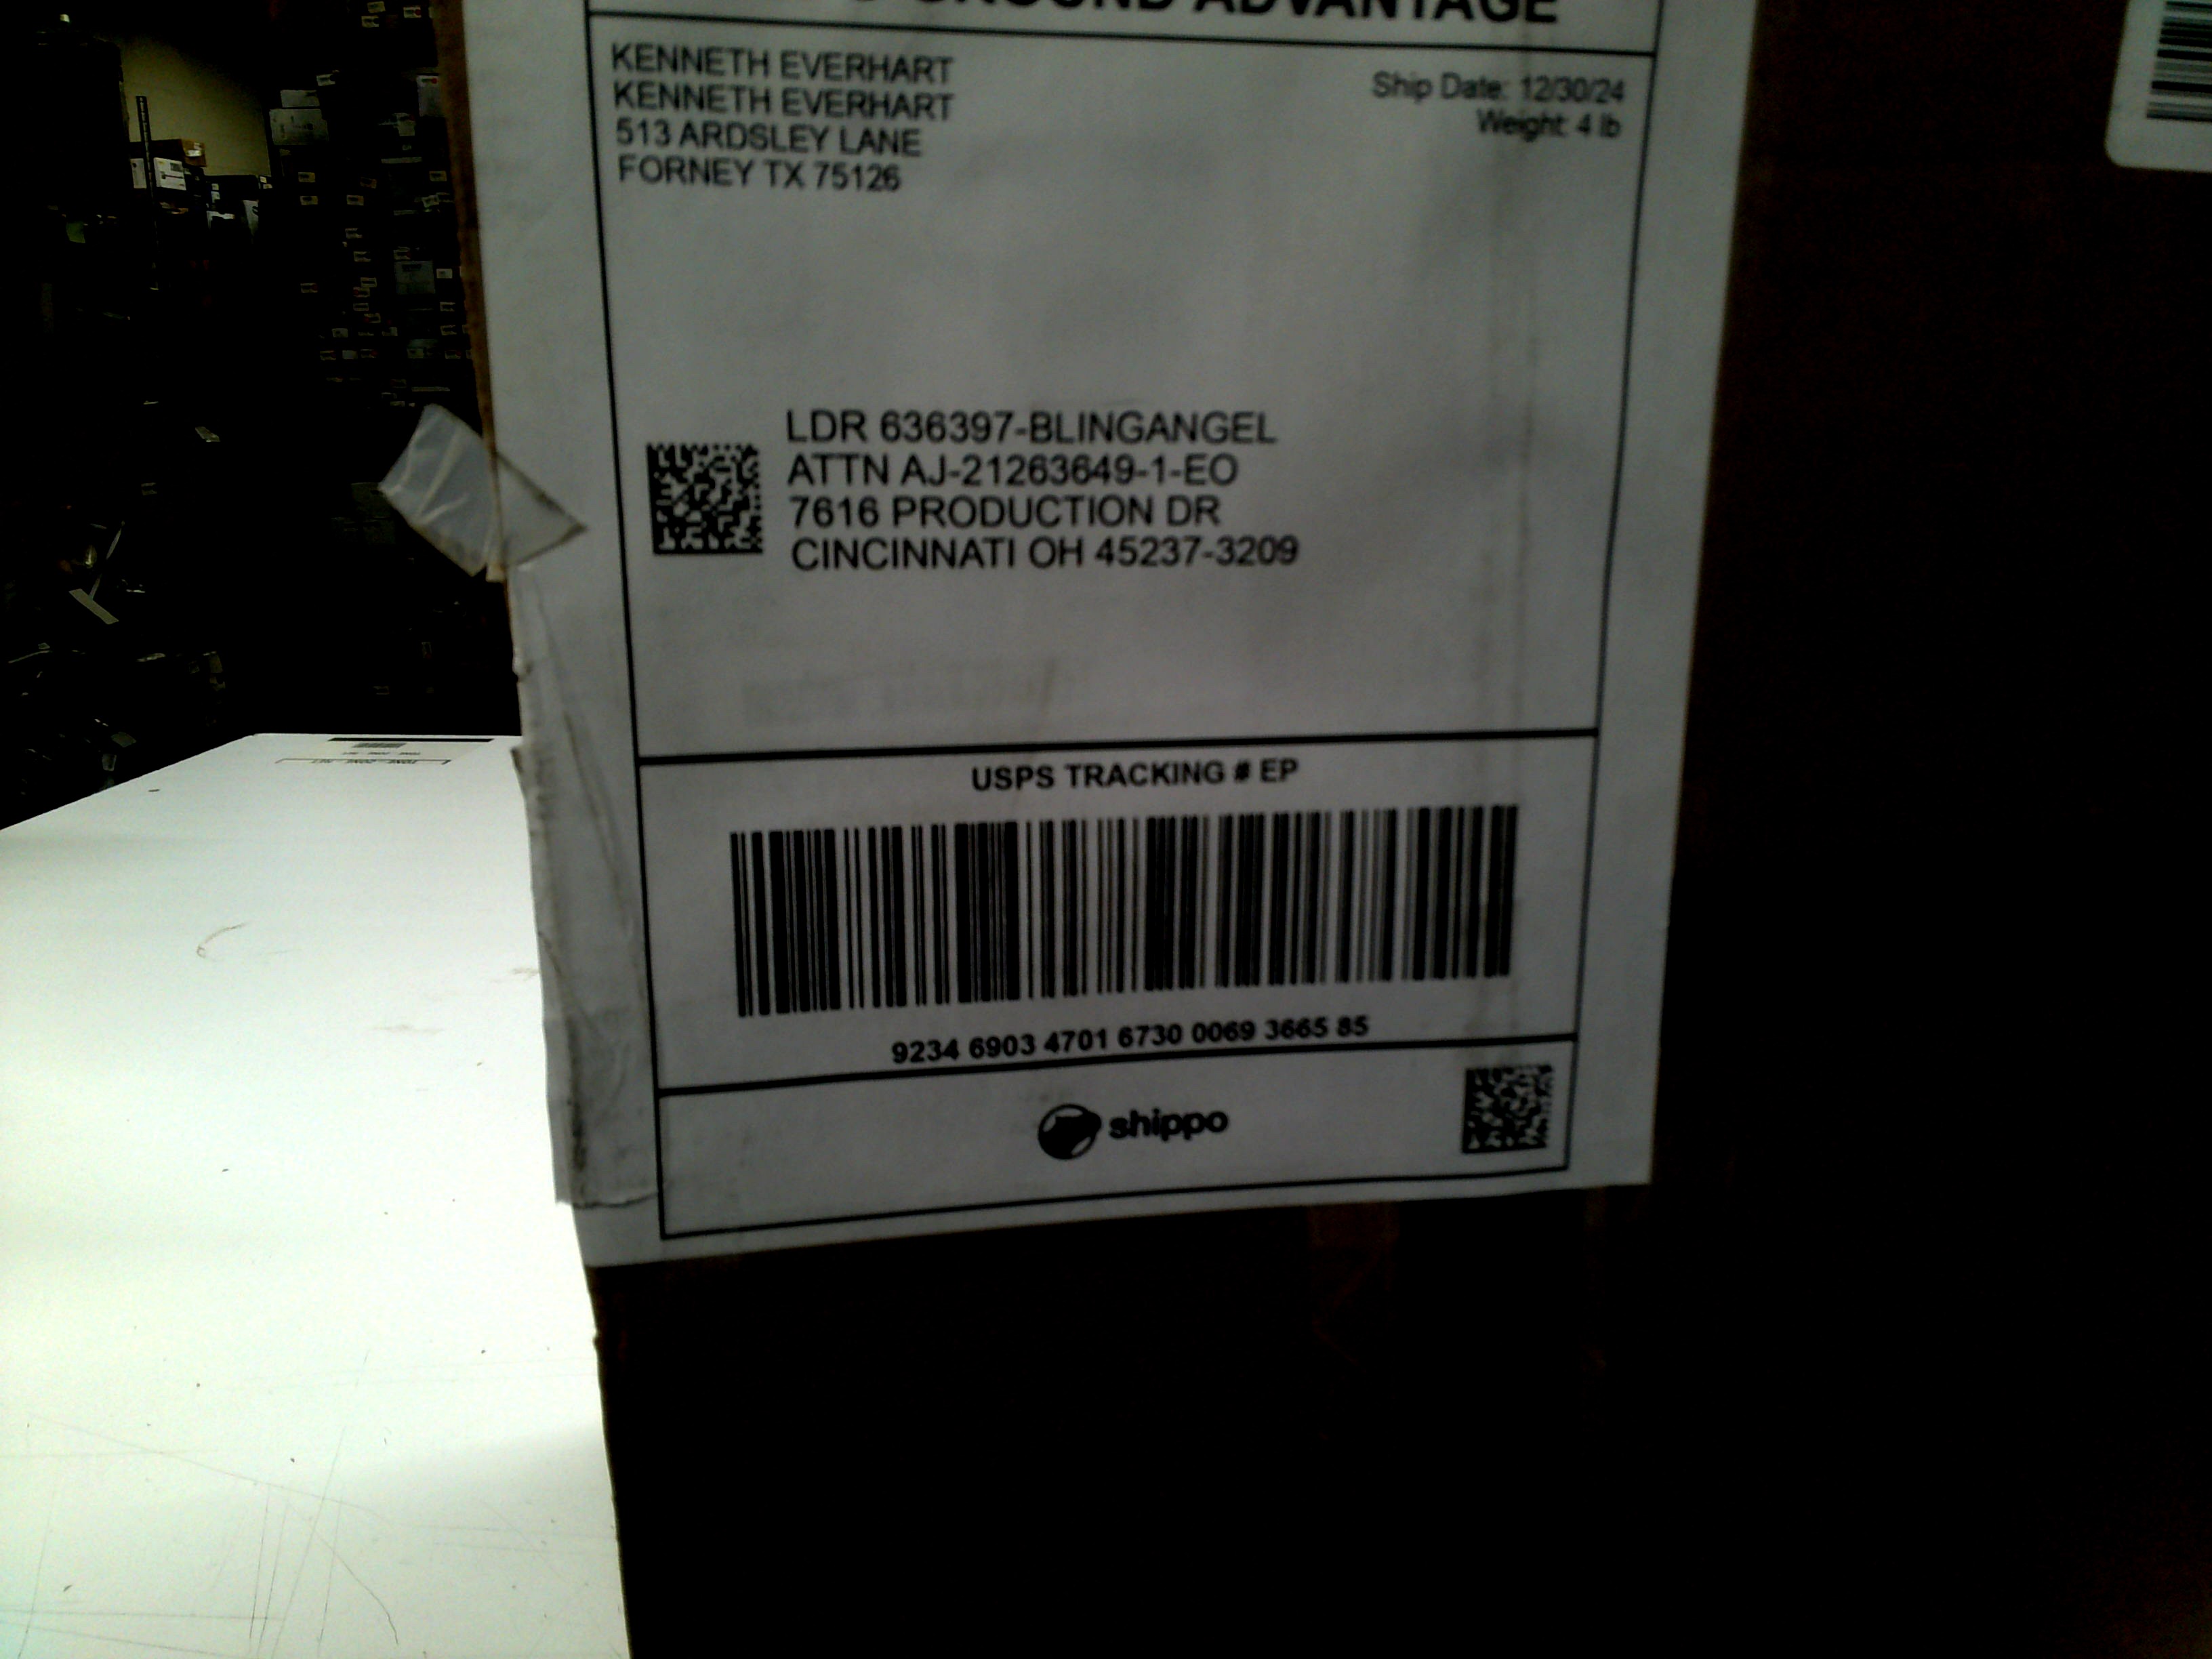 GROUND ADVANTAGE
KENNETH EVERHART
KENNETH EVERHART
513 ARDSLEY LANE
FORNEY TX 75126
Ship Date: 12/30/24
Weight: 4 lb
LDR 636397-BLINGANGEL
ATTN AJ-21263649-1-EO
7616 PRODUCTION DR
CINCINNATI OH 45237-3209
USPS TRACKING # EP
9234 6903 4701 6730 0069 3665 85
shippo